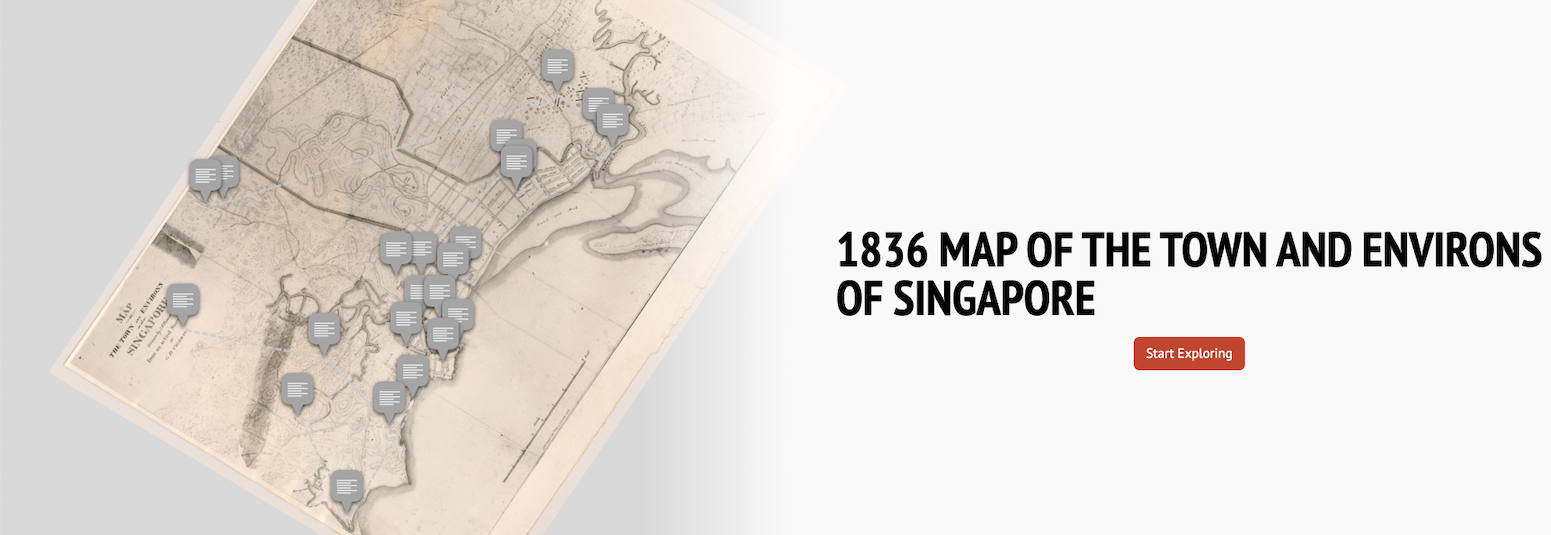 MAP
THE TOWN AND ENVIRONS
SINGAPORE
1836 MAP OF THE TOWN AND ENVIRONS
OF SINGAPORE
Start Exploring